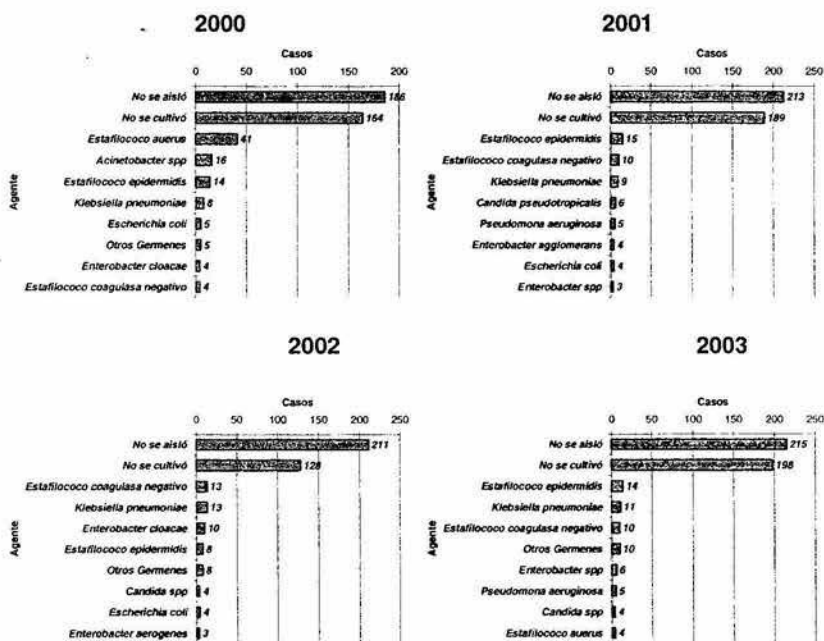 2000
Casos
0 50 100 150 200
Agente
No se aisló 186
No se cultivó 164
Estafilococo auerus 41
Acinetobacter spp 16
Estafilococo epidermidis 14
Klebsiella pneumoniae 8
Escherichia coli 5
Otros Germenes 5
Enterobacter cloacae 4
Estafilococo coagulasa negativo 4
2001
Casos
0 50 100 150 200 250
Agente
No se aisló 213
No se cultivó 189
Estafilococo epidermidis 15
Estafilococo coagulasa negativo 10
Klebsiella pneumoniae 9
Candida pseudotropicalis 6
Pseudomona aeruginosa 5
Enterobacter agglomerans 4
Escherichia coli 4
Enterobacter spp 3
2002
Casos
0 50 100 150 200 250
Agente
No se aisló 211
No se cultivó 128
Estafilococo coagulasa negativo 13
Klebsiella pneumoniae 13
Enterobacter cloacae 10
Estafilococo epidermidis 8
Otros Germenes 8
Candida spp 4
Escherichia coli 4
Enterobacter aerogenes 3
2003
Casos
0 50 100 150 200 250
Agente
No se aisló 215
No se cultivó 198
Estafilococo epidermidis 14
Klebsiella pneumoniae 11
Estafilococo coagulasa negativo 10
Otros Germenes 10
Enterobacter spp 6
Pseudomona aeruginosa 5
Candida spp 4
Estafilococo auerus 4